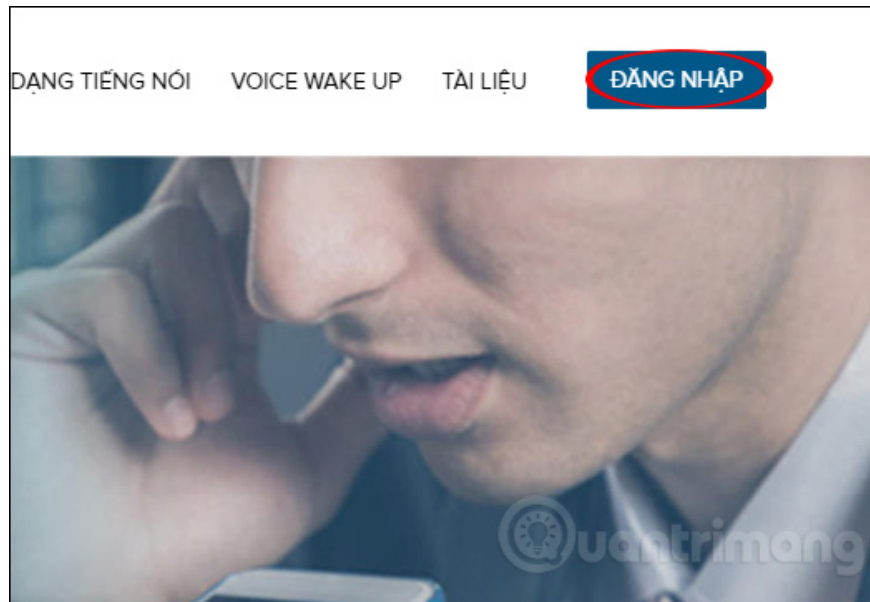 DẠNG TIẾNG NÓI VOICE WAKE UP TÀI LIỆU ĐĂNG NHẬP
Quantrimang